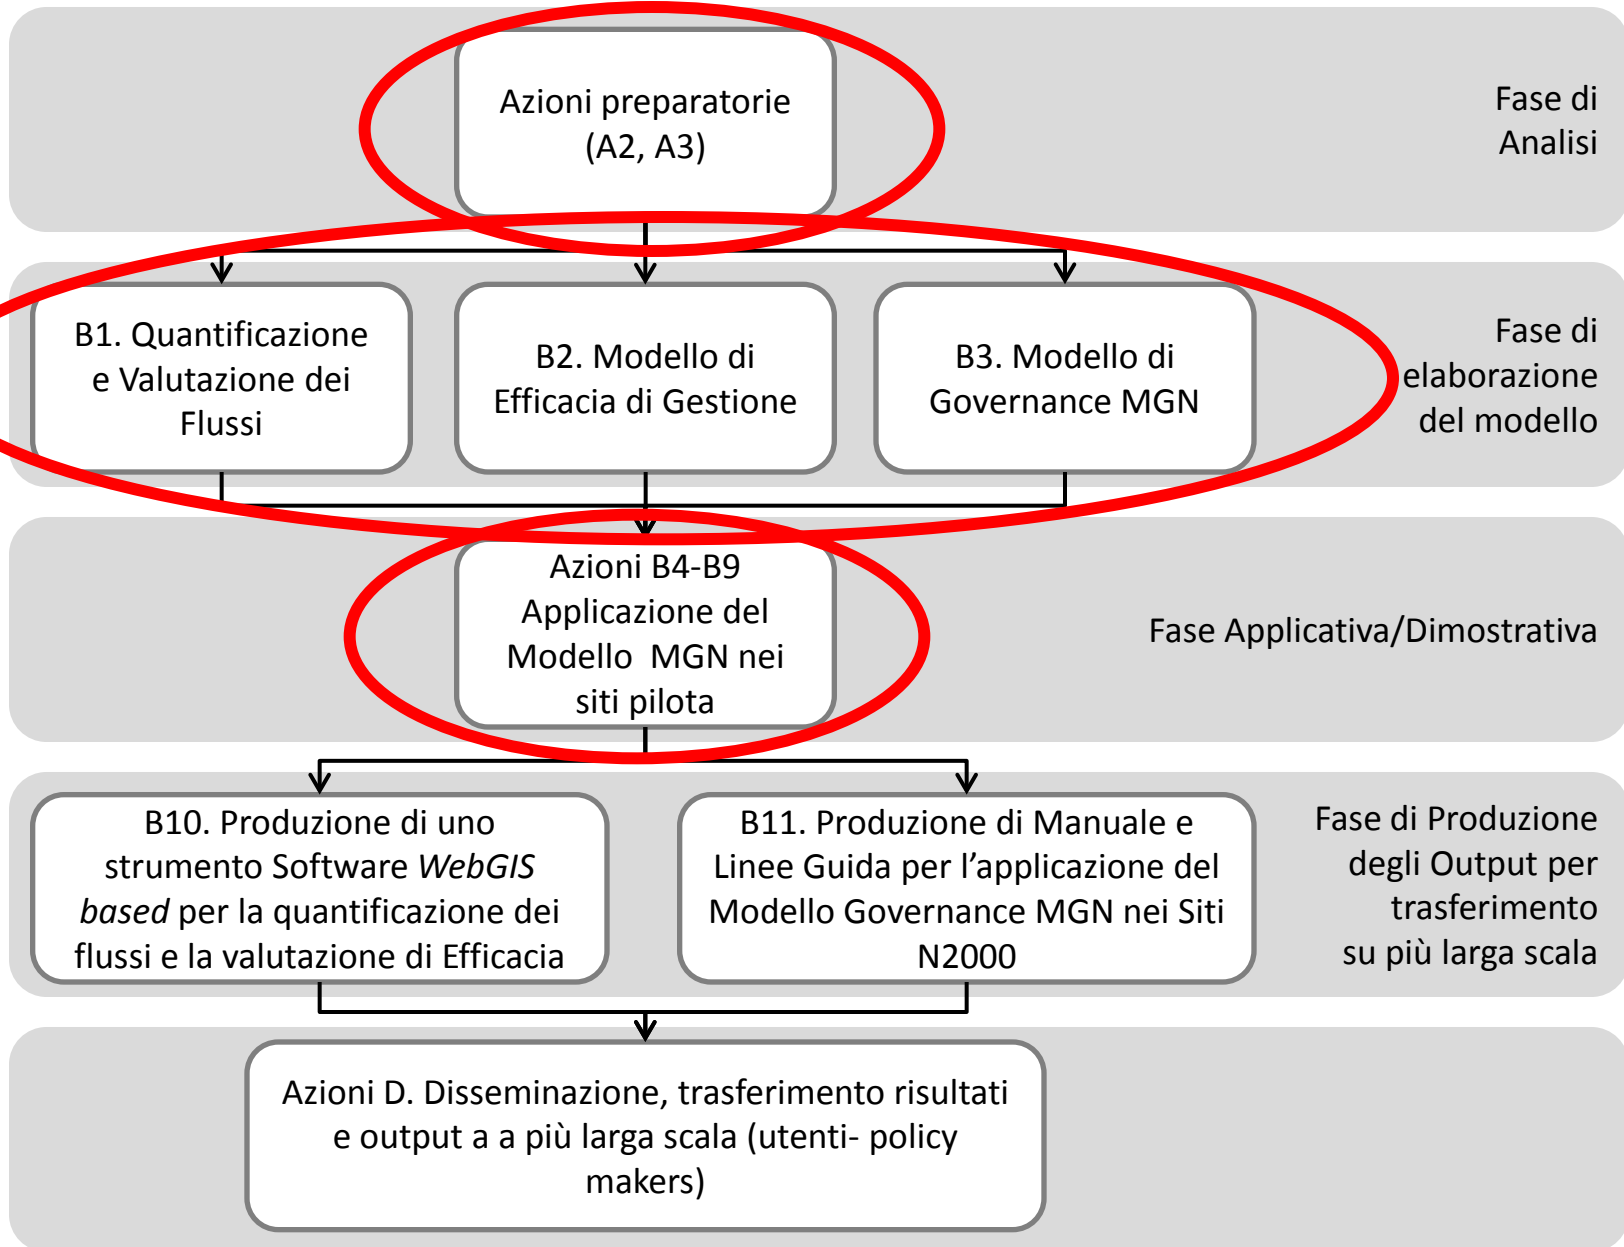 Azioni preparatorie
(A2, A3)
Fase di
Analisi
B1. Quantificazione
e Valutazione dei
Flussi
B2. Modello di
Efficacia di Gestione
B3. Modello di
Governance MGN
Fase di
elaborazione
del modello
Azioni B4-B9
Applicazione del
Modello  MGN nei
siti pilota
Fase Applicativa/Dimostrativa
B10. Produzione di uno
strumento Software WebGIS
based per la quantificazione dei
flussi e la valutazione di Efficacia
B11. Produzione di Manuale e
Linee Guida per l’applicazione del
Modello Governance MGN nei Siti
N2000
Fase di Produzione
degli Output per
trasferimento
su più larga scala
Azioni D. Disseminazione, trasferimento risultati
e output a a più larga scala (utenti- policy
makers)